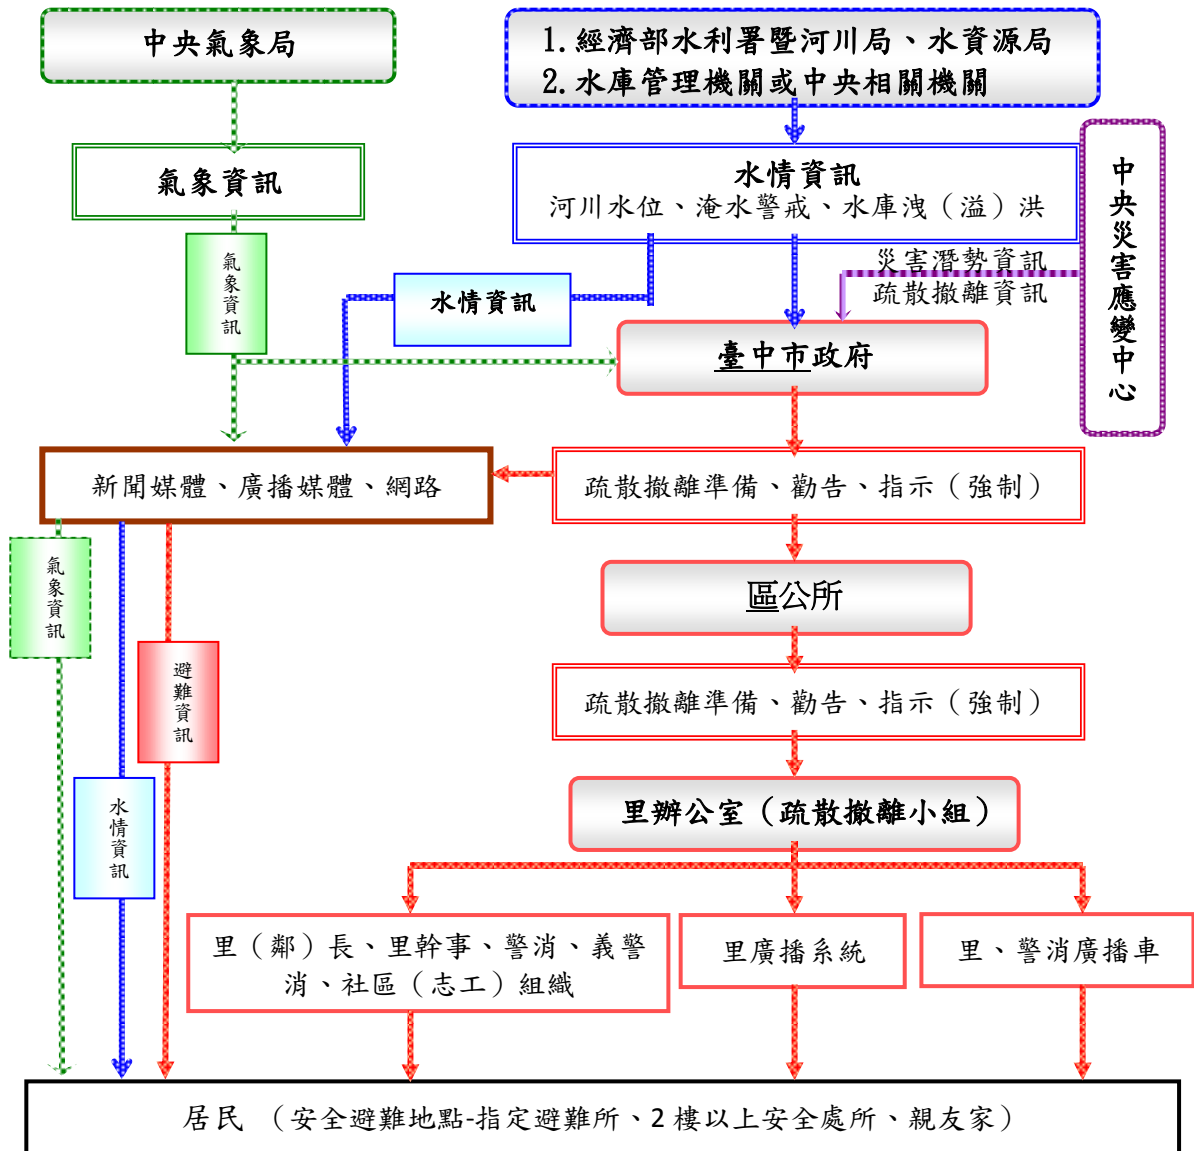 中央氣象局
1. 經濟部水利署暨河川局、水資源局
2. 水庫管理機關或中央相關機關
氣象資訊
水情資訊
河川水位、淹水警戒、水庫洩（溢）洪
中央災害應變中心
氣象資訊
水情資訊
災害潛勢資訊
疏散撤離資訊
臺中市政府
新聞媒體、廣播媒體、網路
疏散撤離準備、勸告、指示（強制）
氣象資訊
區公所
避難資訊
疏散撤離準備、勸告、指示（強制）
水情資訊
里辦公室（疏散撤離小組）
里（鄰）長、里幹事、警消、義警
消、社區（志工）組織
里廣播系統
里、警消廣播車
居民 （安全避難地點-指定避難所、2 樓以上安全處所、親友家）